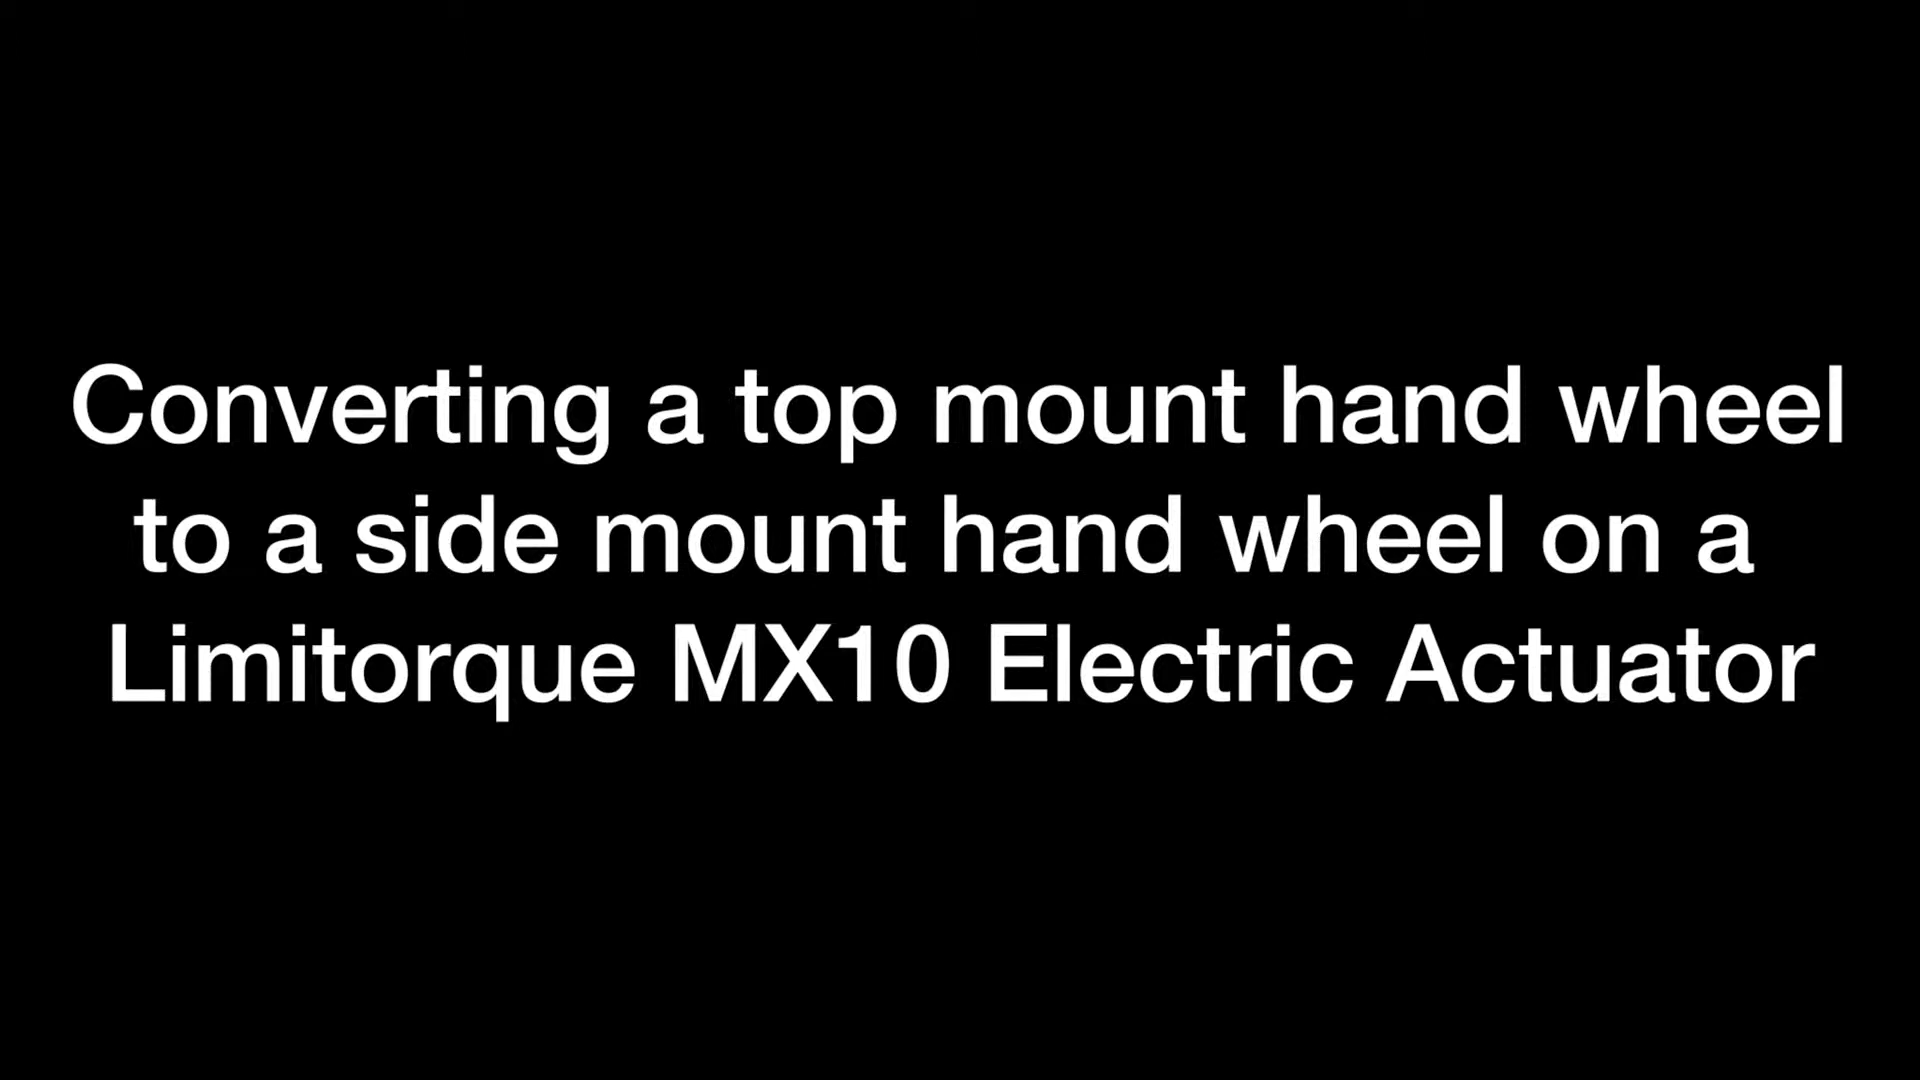 Converting a top mount hand wheel
to a side mount hand wheel on a
Limitorque MX10 Electric Actuator